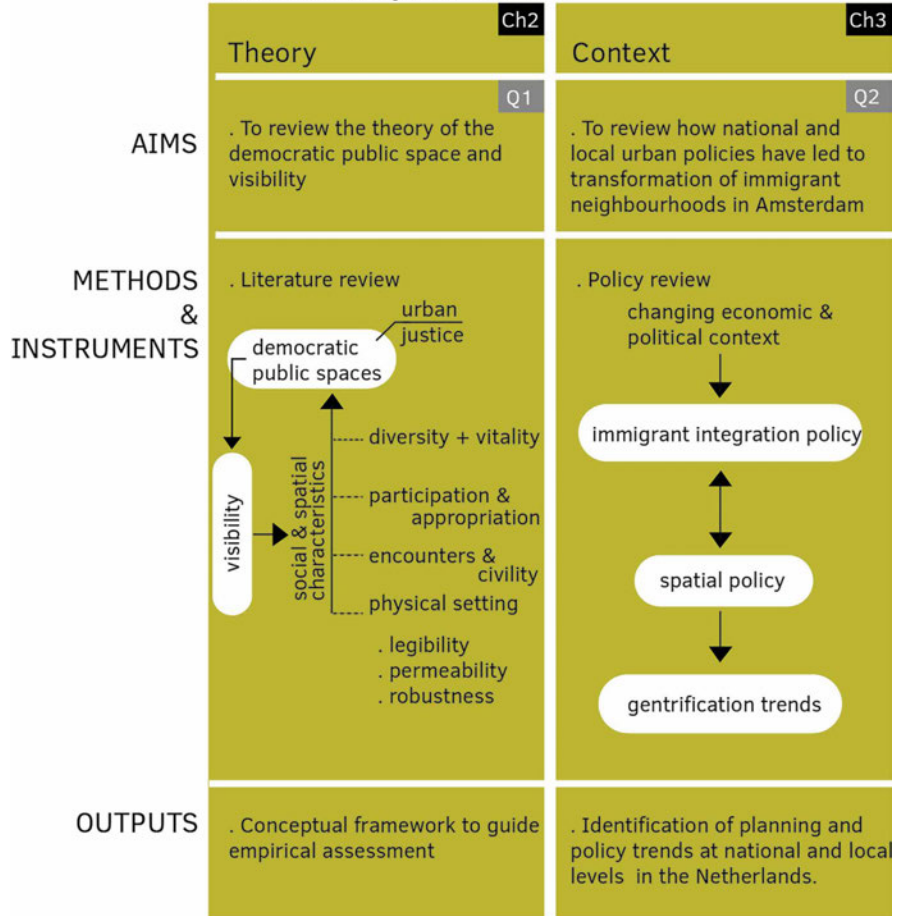 Ch2
Theory
Ch3
Context
AIMS
Q1
. To review the theory of the
democratic public space and
visibility
Q2
. To review how national and
local urban policies have led to
transformation of immigrant
neighbourhoods in Amsterdam
METHODS
&
INSTRUMENTS
. Literature review
urban
justice
democratic
public spaces
visibility
social & spatial
characteristics
diversity + vitality
participation &
appropriation
encounters &
civility
physical setting
. legibility
. permeability
. robustness
. Policy review
changing economic &
political context
immigrant integration policy
spatial policy
gentrification trends
OUTPUTS
. Conceptual framework to guide
empirical assessment
. Identification of planning and
policy trends at national and local
levels in the Netherlands.